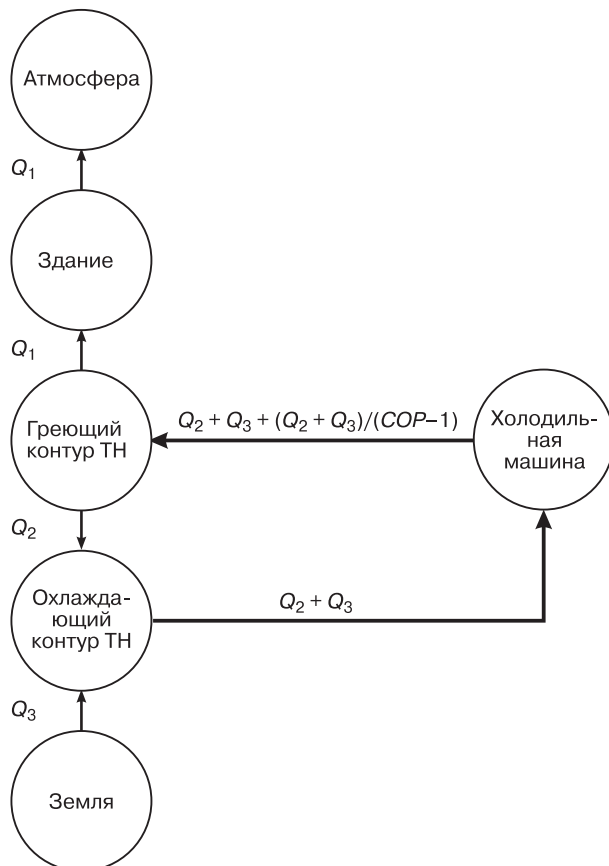 Атмосфера
Q₁
Здание
Q₁
Греющий
контур ТН
Q₂ + Q₃ + (Q₂ + Q₃)/(COP−1)
Холодиль-
ная
машина
Q₂
Охлажда-
ющий
контур ТН
Q₂ + Q₃
Q₃
Земля